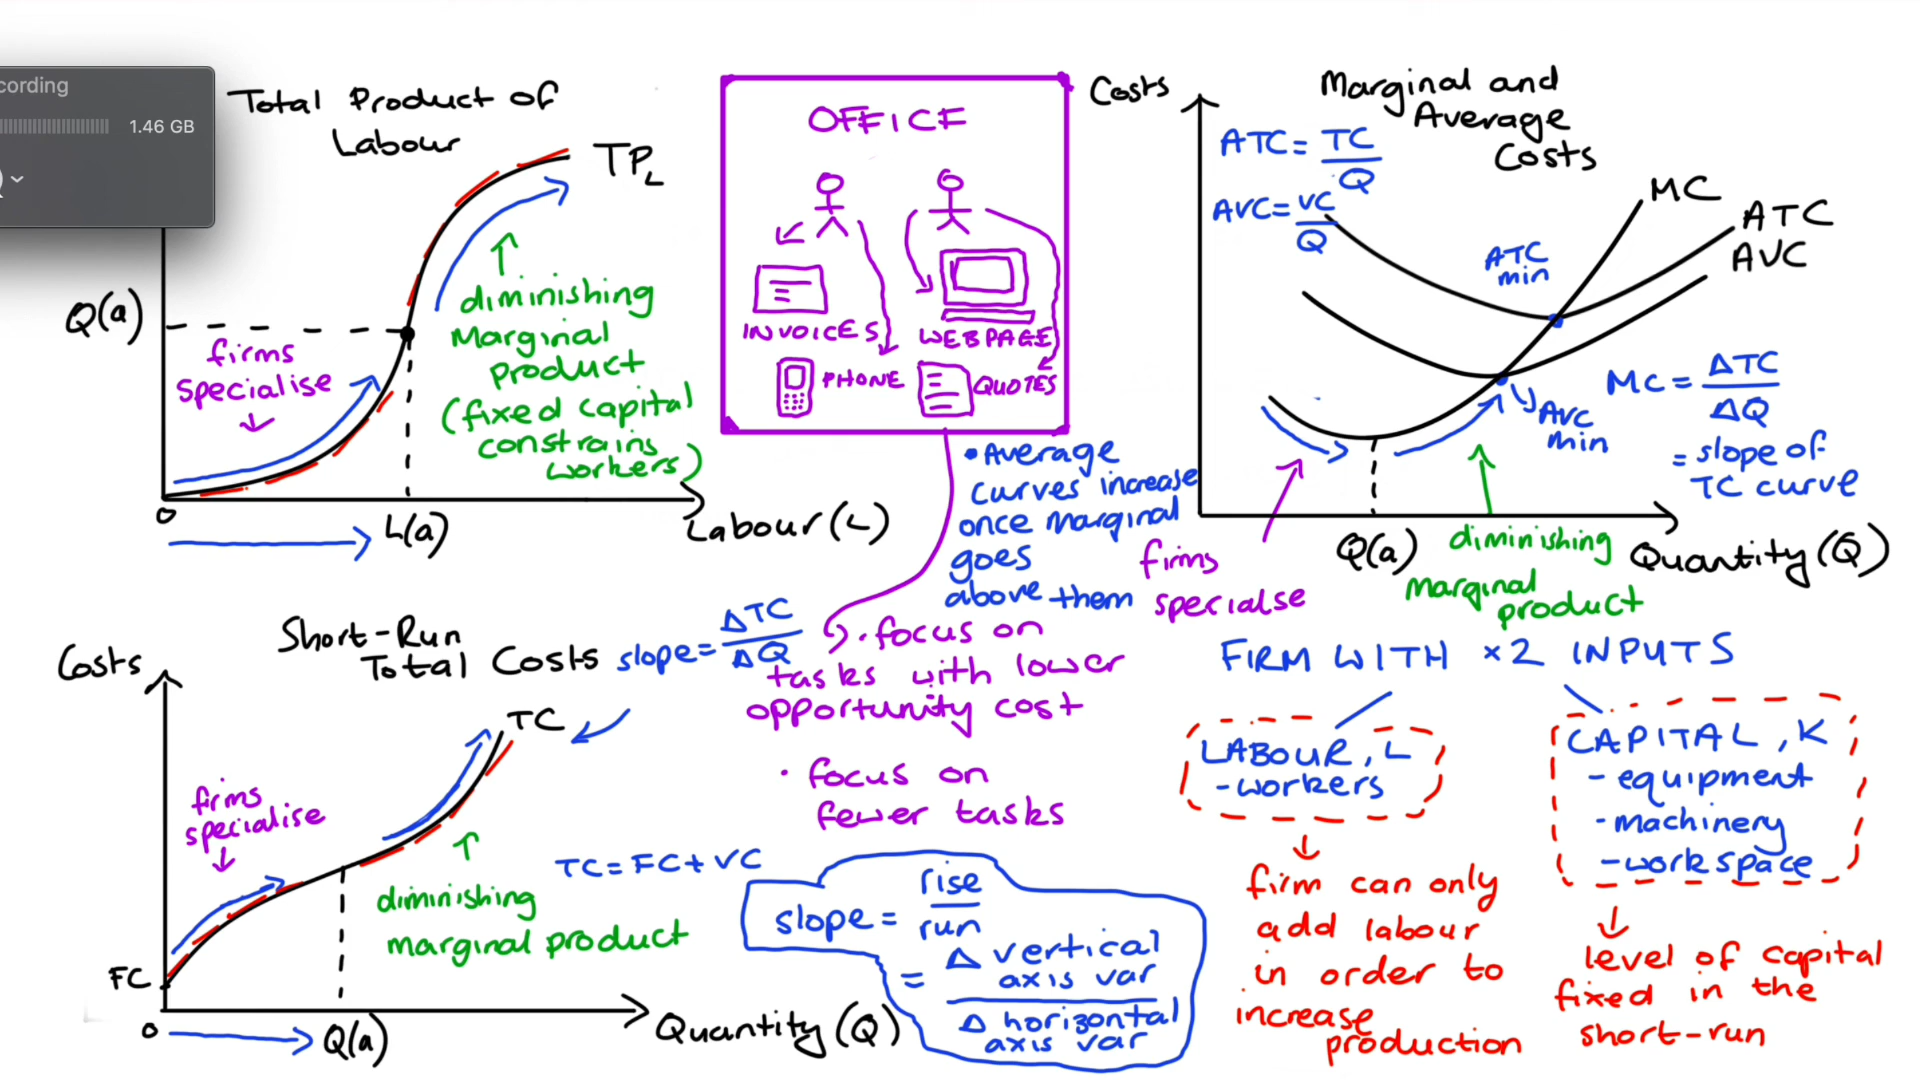 cording
1.46 GB
Total Product of
Labour
TPL
Q(a)
firms
specialise
diminishing
Marginal
product
(fixed capital
constrains
workers)
0
L(a)
Labour (L)
OFFICE
INVOICES
WEBPAGE
PHONE
QUOTES
• Average
curves increase
once marginal
goes
above them
• focus on
tasks with lower
opportunity cost
• focus on
fewer tasks
Costs
Marginal and
Average
Costs
ATC = TC
Q
AVC = VC
Q
MC
ATC
AVC
ATC
min
AVC
min
MC = ΔTC
ΔQ
= slope of
TC curve
Q(a)
Quantity (Q)
firms
specialse
diminishing
marginal
product
Short-Run
Total Costs
slope = ΔTC
ΔQ
Costs
TC
firms
specialise
diminishing
marginal product
TC = FC + VC
FC
0
Q(a)
Quantity (Q)
slope = rise
run
= Δ vertical
axis var
Δ horizontal
axis var
FIRM WITH ×2 INPUTS
LABOUR, L
- workers
firm can only
add labour
in order to
increase
production
CAPITAL, K
- equipment
- machinery
- workspace
level of capital
fixed in the
short-run